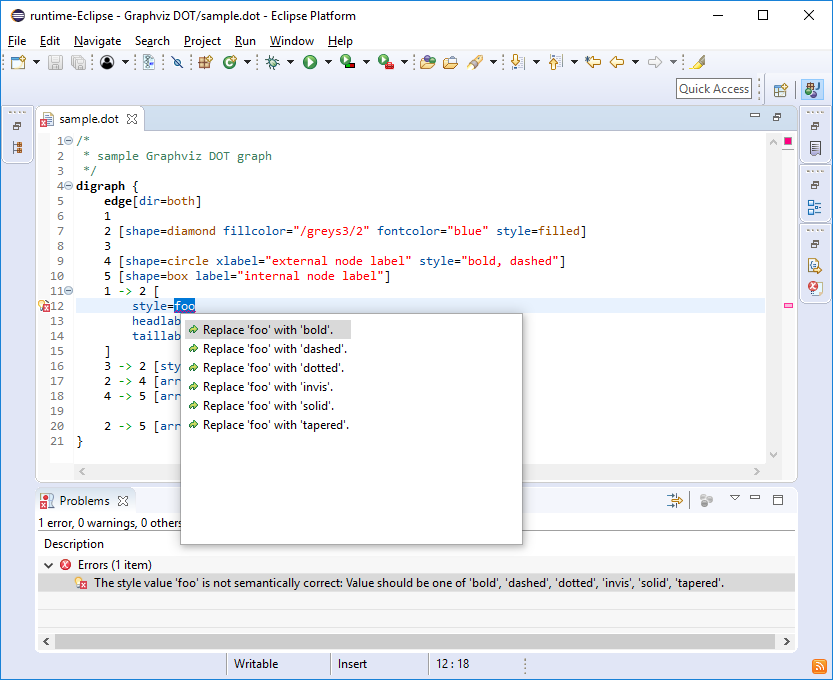 runtime-Eclipse - Graphviz DOT/sample.dot - Eclipse Platform
File Edit Navigate Search Project Run Window Help
Quick Access
sample.dot
1 /*
2 * sample Graphviz DOT graph
3 */
4 digraph {
5 edge[dir=both]
6 1
7 2 [shape=diamond fillcolor="/greys3/2" fontcolor="blue" style=filled]
8 3
9 4 [shape=circle xlabel="external node label" style="bold, dashed"]
10 5 [shape=box label="internal node label"]
11 1 -> 2 [
12 style=foo
13 headlab
14 taillab
15 ]
16 3 -> 2 [sty
17 2 -> 4 [arr
18 4 -> 5 [arr
19
20 2 -> 5 [arr
21 }
Replace 'foo' with 'bold'.
Replace 'foo' with 'dashed'.
Replace 'foo' with 'dotted'.
Replace 'foo' with 'invis'.
Replace 'foo' with 'solid'.
Replace 'foo' with 'tapered'.
Problems
1 error, 0 warnings, 0 others
Description
Errors (1 item)
The style value 'foo' is not semantically correct: Value should be one of 'bold', 'dashed', 'dotted', 'invis', 'solid', 'tapered'.
Writable Insert 12 : 18